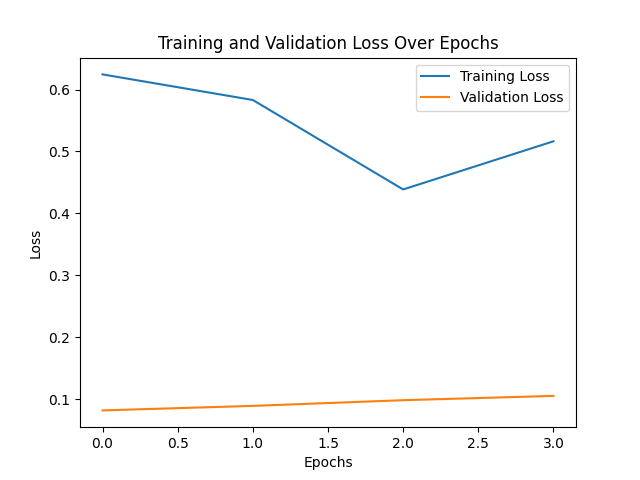 Training and Validation Loss Over Epochs
Training Loss
Validation Loss
Loss
0.6
0.5
0.4
0.3
0.2
0.1
0.0 0.5 1.0 1.5 2.0 2.5 3.0
Epochs